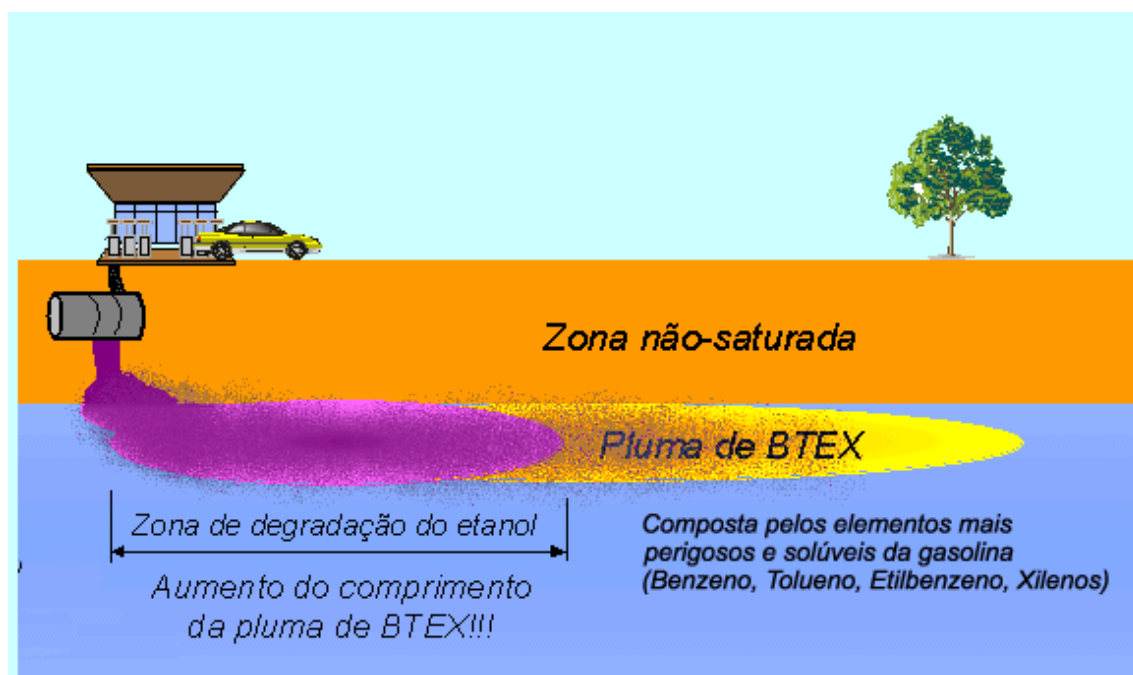 Zona não-saturada
Pluma de BTEX
Zona de degradação do etanol
Aumento do comprimento
da pluma de BTEX!!!
Composta pelos elementos mais
perigosos e solúveis da gasolina
(Benzeno, Tolueno, Etilbenzeno, Xilenos)